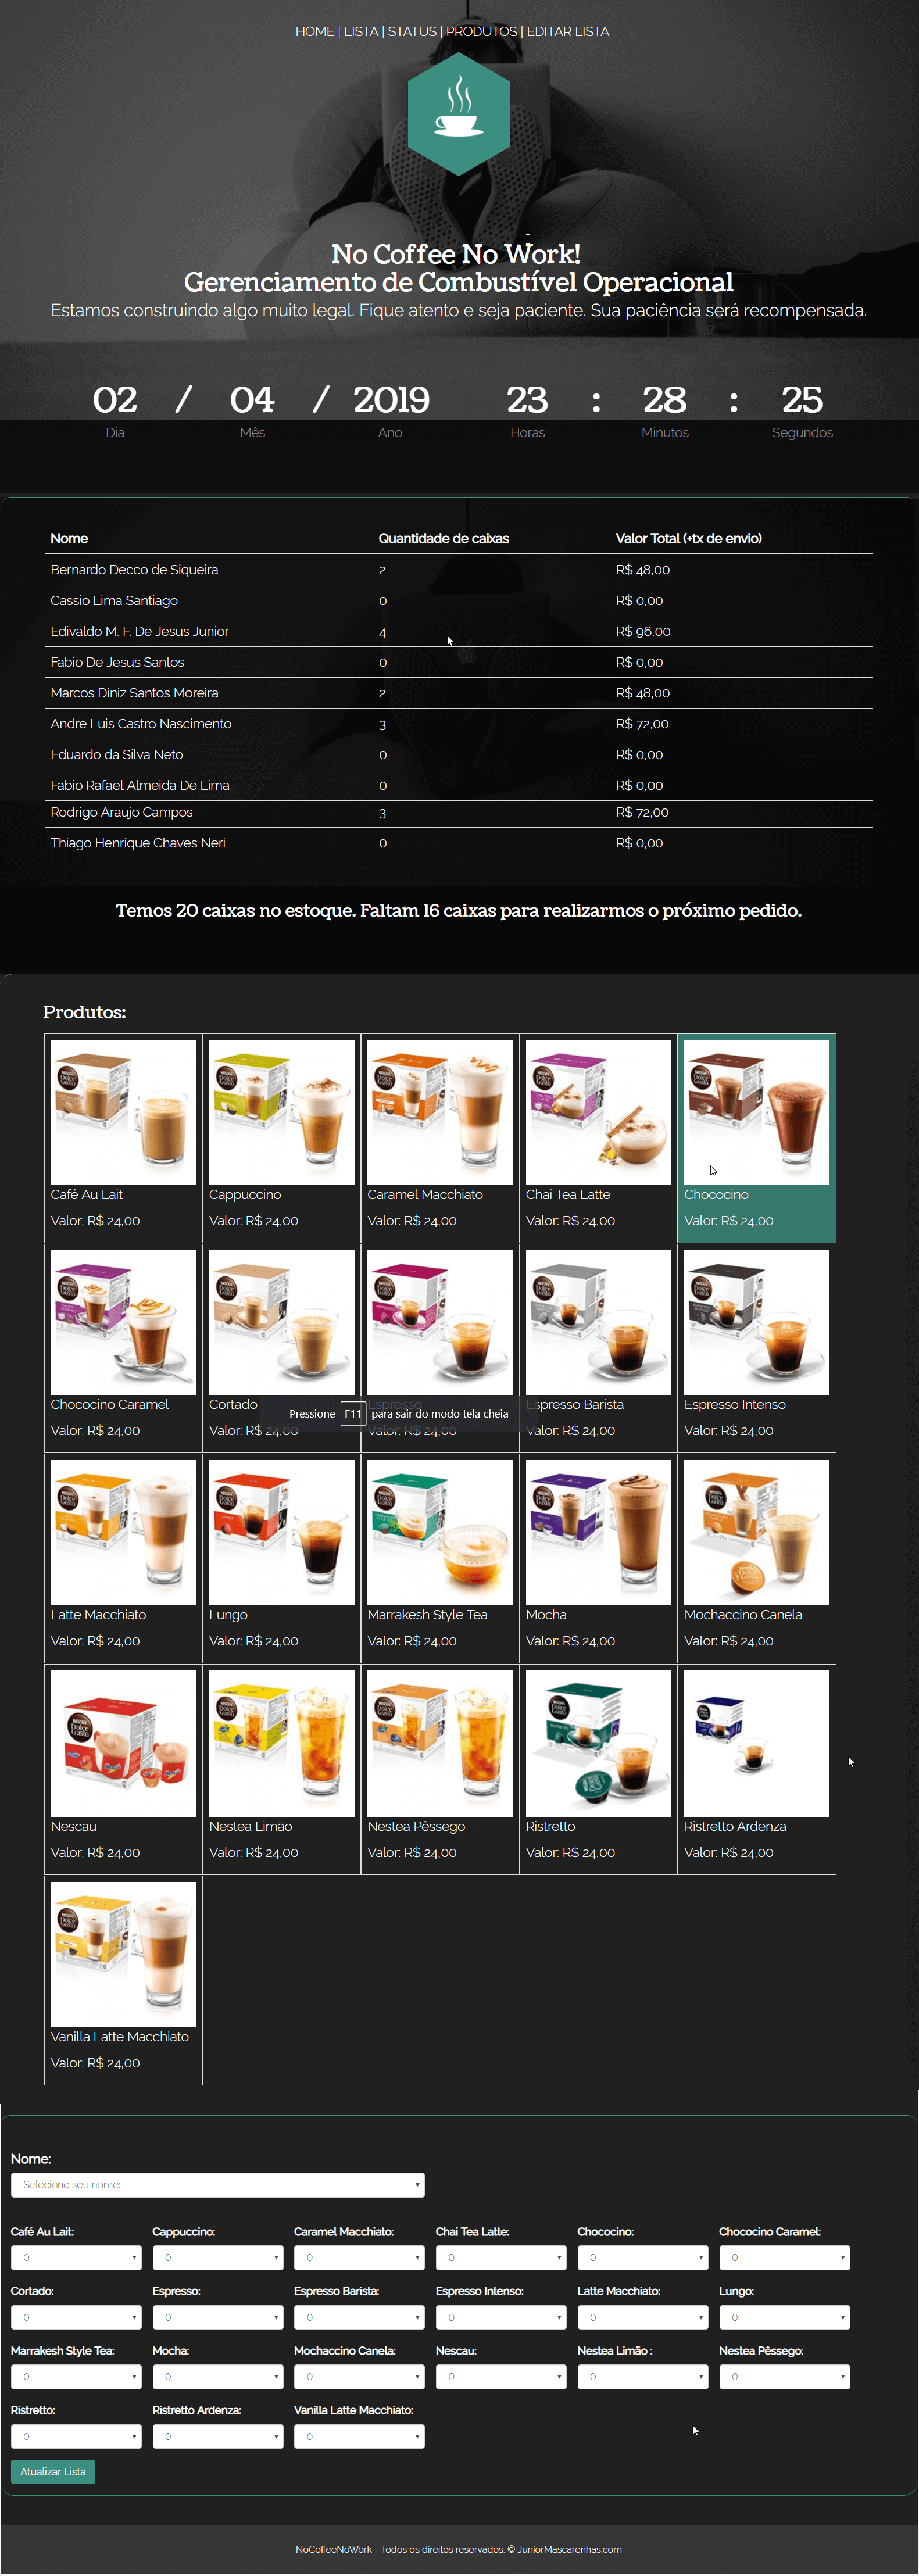 HOME | LISTA | STATUS | PRODUTOS | EDITAR LISTA
No Coffee No Work!
Gerenciamento de Combustível Operacional
Estamos construindo algo muito legal. Fique atento e seja paciente. Sua paciência será recompensada.
02 / 04 / 2019 23 : 28 : 25
Dia Mês Ano Horas Minutos Segundos
Nome Quantidade de caixas Valor Total (+tx de envio)
Bernardo Decco de Siqueira 2 R$ 48,00
Cassio Lima Santiago 0 R$ 0,00
Edivaldo M. F. De Jesus Junior 4 R$ 96,00
Fabio De Jesus Santos 0 R$ 0,00
Marcos Diniz Santos Moreira 2 R$ 48,00
Andre Luis Castro Nascimento 3 R$ 72,00
Eduardo da Silva Neto 0 R$ 0,00
Fabio Rafael Almeida De Lima 0 R$ 0,00
Rodrigo Araujo Campos 3 R$ 72,00
Thiago Henrique Chaves Neri 0 R$ 0,00
Temos 20 caixas no estoque. Faltam 16 caixas para realizarmos o próximo pedido.
Produtos:
Café Au Lait Cappuccino Caramel Macchiato Chai Tea Latte Chococino
Valor: R$ 24,00 Valor: R$ 24,00 Valor: R$ 24,00 Valor: R$ 24,00 Valor: R$ 24,00
Chococino Caramel Cortado Espresso Espresso Barista Espresso Intenso
Pressione F11 para sair do modo tela cheia
Valor: R$ 24,00 Valor: R$ 24,00 Valor: R$ 24,00 Valor: R$ 24,00 Valor: R$ 24,00
Latte Macchiato Lungo Marrakesh Style Tea Mocha Mochaccino Canela
Valor: R$ 24,00 Valor: R$ 24,00 Valor: R$ 24,00 Valor: R$ 24,00 Valor: R$ 24,00
Nescau Nestea Limão Nestea Pêssego Ristretto Ristretto Ardenza
Valor: R$ 24,00 Valor: R$ 24,00 Valor: R$ 24,00 Valor: R$ 24,00 Valor: R$ 24,00
Vanilla Latte Macchiato
Valor: R$ 24,00
Nome:
Selecione seu nome:
Café Au Lait: Cappuccino: Caramel Macchiato: Chai Tea Latte: Chococino: Chococino Caramel:
0 0 0 0 0 0
Cortado: Espresso: Espresso Barista: Espresso Intenso: Latte Macchiato: Lungo:
0 0 0 0 0 0
Marrakesh Style Tea: Mocha: Mochaccino Canela: Nescau: Nestea Limão : Nestea Pêssego:
0 0 0 0 0 0
Ristretto: Ristretto Ardenza: Vanilla Latte Macchiato:
0 0 0
Atualizar Lista
NoCoffeeNoWork - Todos os direitos reservados. © JuniorMascarenhas.com